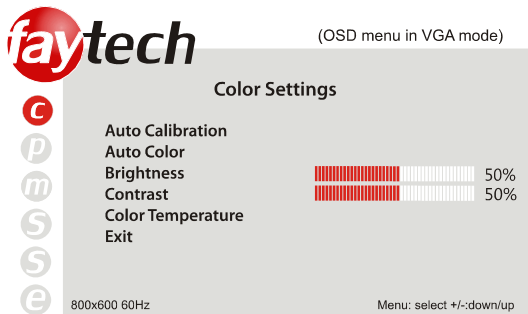 faytech
(OSD menu in VGA mode)
Color Settings
c
p
m
s
s
e
Auto Calibration
Auto Color
Brightness 50%
Contrast 50%
Color Temperature
Exit
800x600 60Hz
Menu: select +/-:down/up